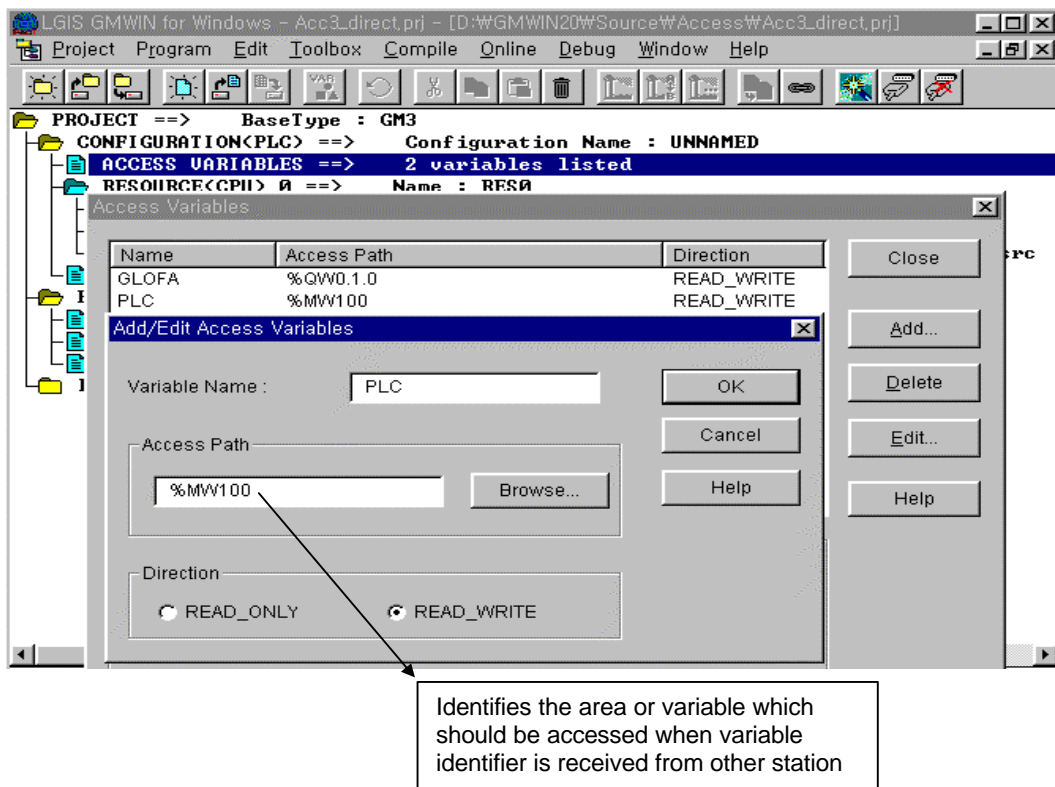 LGIS GMWIN for Windows - Acc3_direct,prj - [D:₩GMWIN20₩Source₩Access₩Acc3_direct,prj]
Project Program Edit Toolbox Compile Online Debug Window Help
PROJECT ==> BaseType : GM3
CONFIGURATION(PLC) ==> Configuration Name : UNNAMED
ACCESS VARIABLES ==> 2 variables listed
RESOURCE(CPU) 0 ==> Name : RES0
Access Variables
Name Access Path Direction Close
GLOFA %QW0.1.0 READ_WRITE
PLC %MW100 READ_WRITE
Add/Edit Access Variables Add...
Variable Name : PLC OK Delete
Access Path Cancel Edit...
%MW100 Browse... Help Help
Direction
READ_ONLY READ_WRITE
Identifies the area or variable which
should be accessed when variable
identifier is received from other station